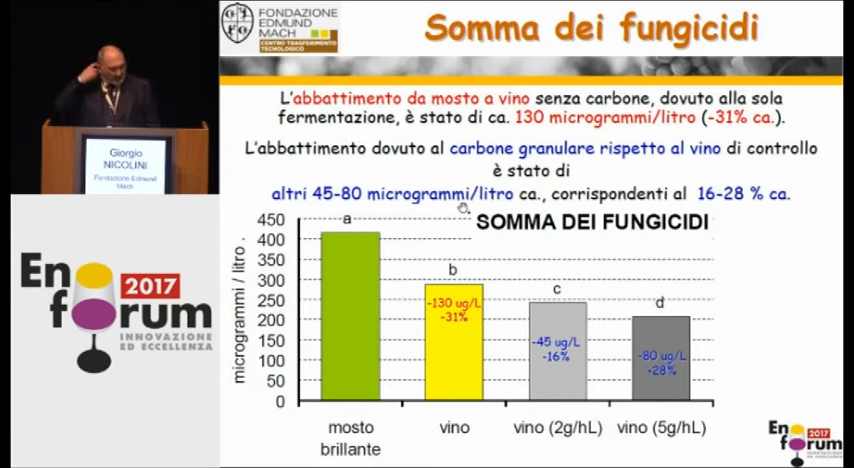 FONDAZIONE
EDMUND
MACH
CENTRO TRASFERIMENTO
TECNOLOGICO
Somma dei fungicidi
L'abbattimento da mosto a vino senza carbone, dovuto alla sola
fermentazione, è stato di ca. 130 microgrammi/litro (-31% ca.).
L'abbattimento dovuto al carbone granulare rispetto al vino di controllo
è stato di
altri 45-80 microgrammi/litro ca., corrispondenti al 16-28 % ca.
SOMMA DEI FUNGICIDI
microgrammi / litro .
450
400
350
300
250
200
150
100
50
0
a
b
c
d
-130 ug/L
-31%
-45 ug/L
-16%
-80 ug/L
-28%
mosto
brillante
vino
vino (2g/hL)
vino (5g/hL)
Giorgio
NICOLINI
Fondazione Edmund
Mach
Enoforum
2017
INNOVAZIONE
ED ECCELLENZA
Enoforum
2017